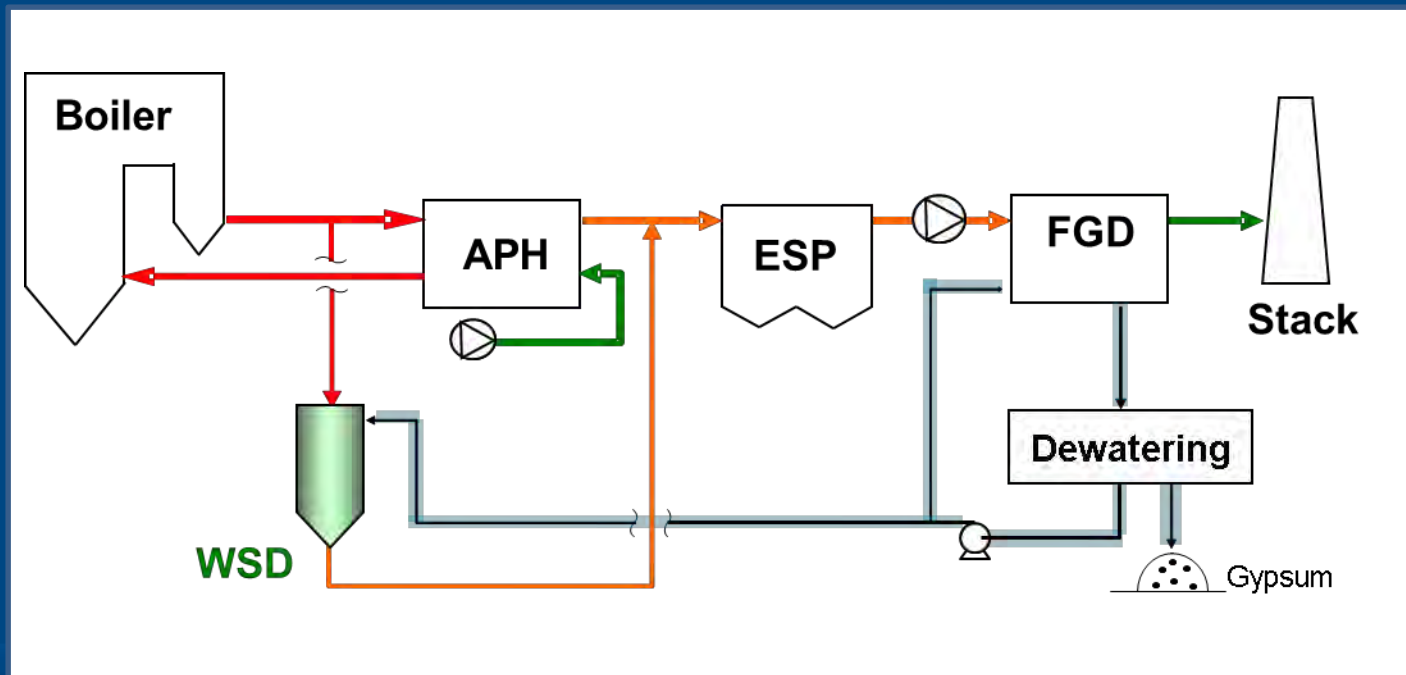 Boiler
APH
ESP
FGD
Stack
Dewatering
WSD
Gypsum